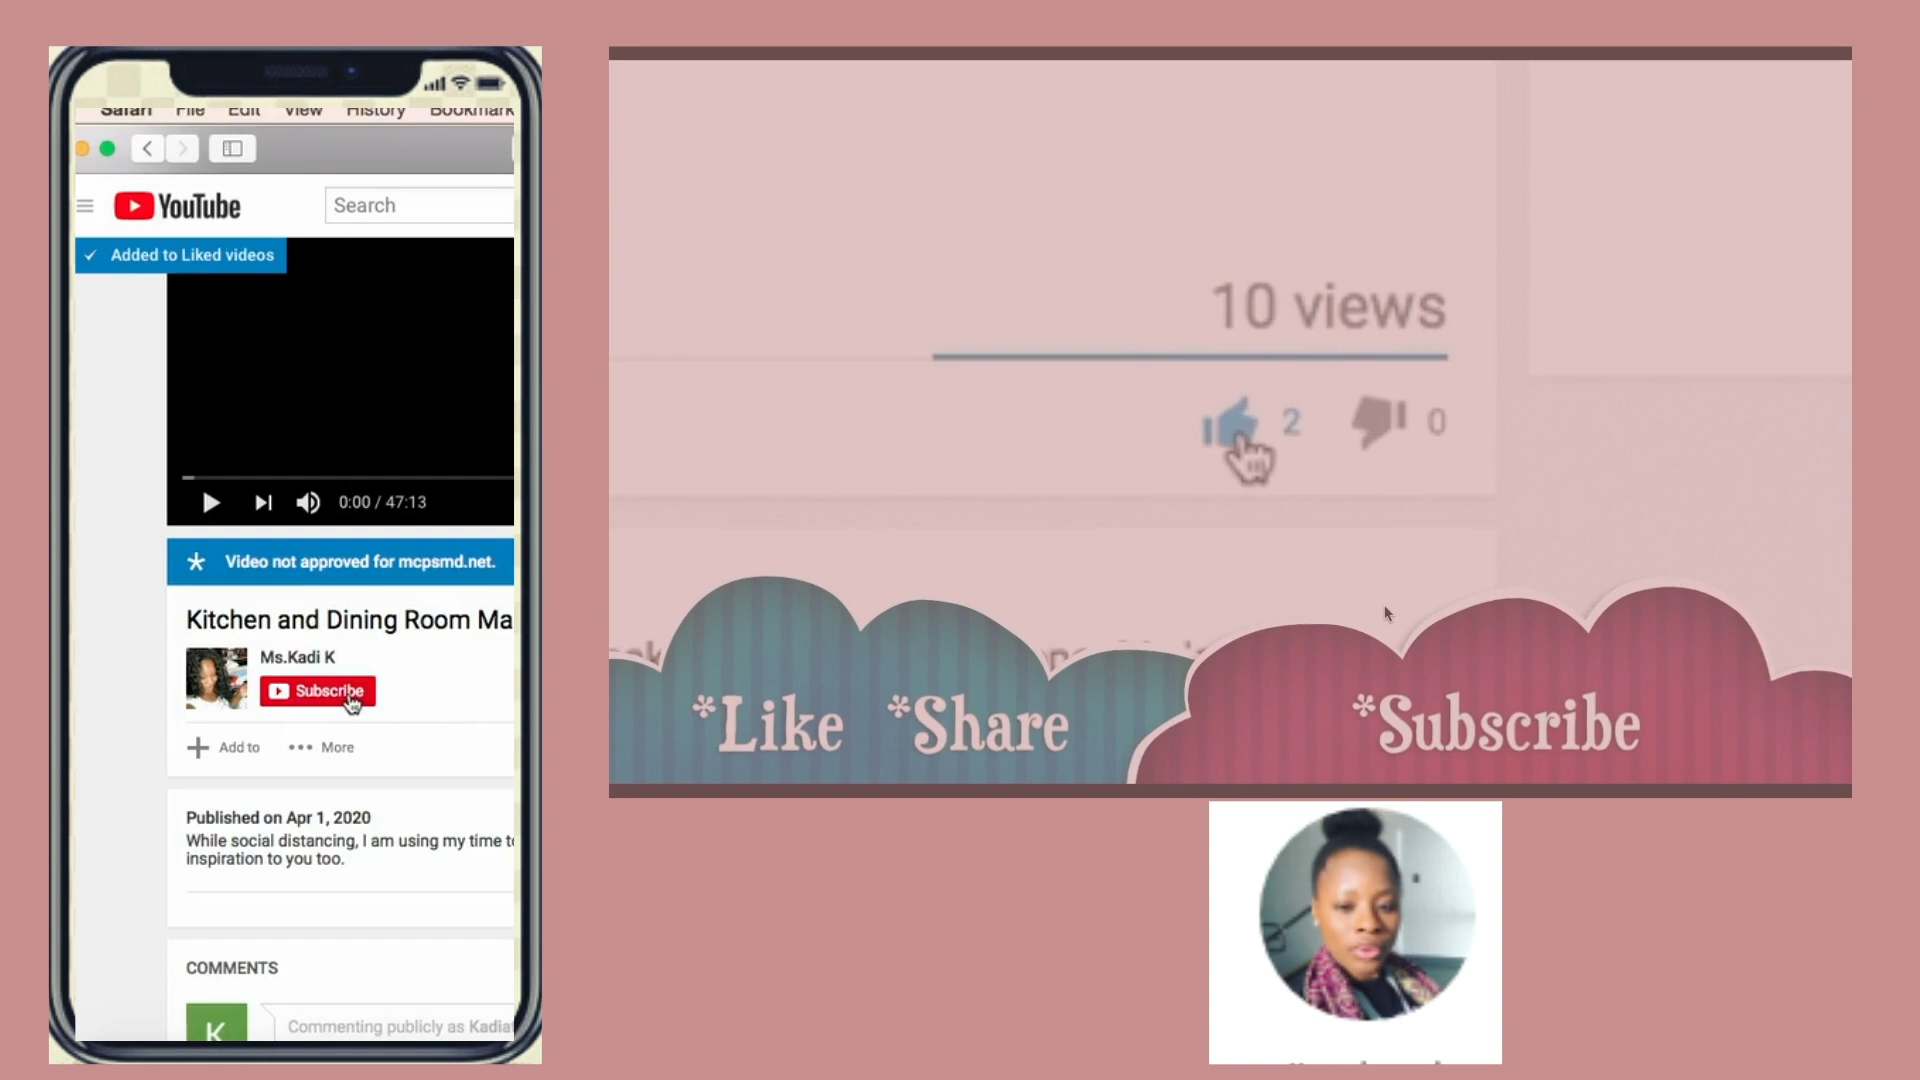 Safari File Edit View History Bookmark
YouTube
Search
Added to Liked videos
0:00 / 47:13
Video not approved for mcpsmd.net.
Kitchen and Dining Room Ma
Ms.Kadi K
Subscribe
Add to
More
Published on Apr 1, 2020
While social distancing, I am using my time to
inspiration to you too.
COMMENTS
K
Commenting publicly as Kadia
10 views
2
0
*Like *Share
*Subscribe